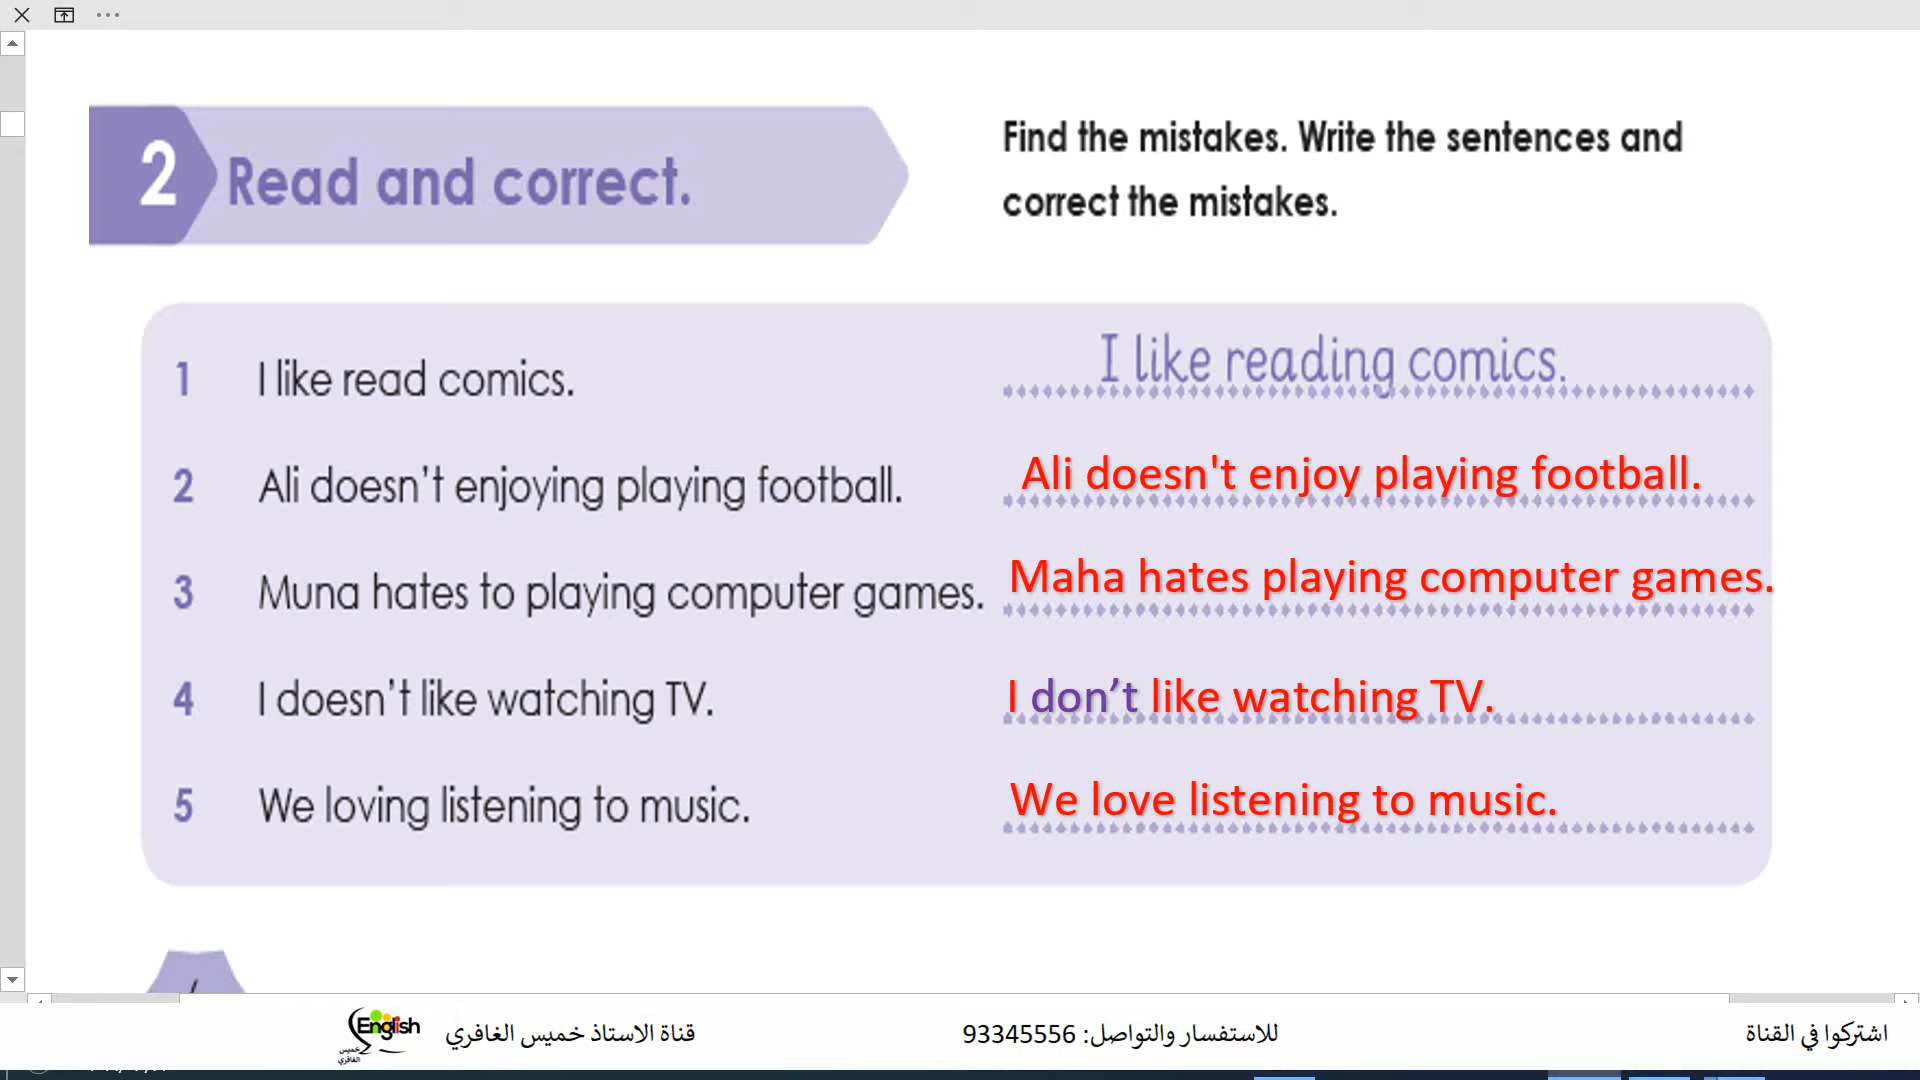 2 Read and correct.
Find the mistakes. Write the sentences and
correct the mistakes.
1 I like read comics. I like reading comics.
2 Ali doesn’t enjoying playing football. Ali doesn't enjoy playing football.
3 Muna hates to playing computer games. Maha hates playing computer games.
4 I doesn’t like watching TV. I don’t like watching TV.
5 We loving listening to music. We love listening to music.
English
خميس
الغافري
قناة الاستاذ خميس الغافري
للاستفسار والتواصل: 93345556
اشتركوا في القناة